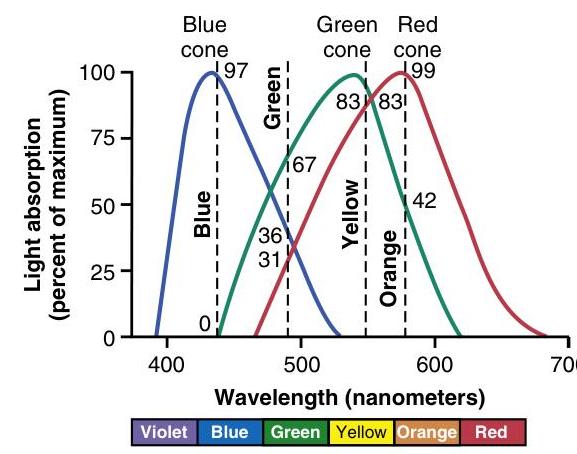 Blue cone
Green cone
Red cone
Light absorption
(percent of maximum)
100
75
50
25
0
97
99
83
83
67
42
36
31
0
Blue
Green
Yellow
Orange
400
500
600
70
Wavelength (nanometers)
Violet
Blue
Green
Yellow
Orange
Red